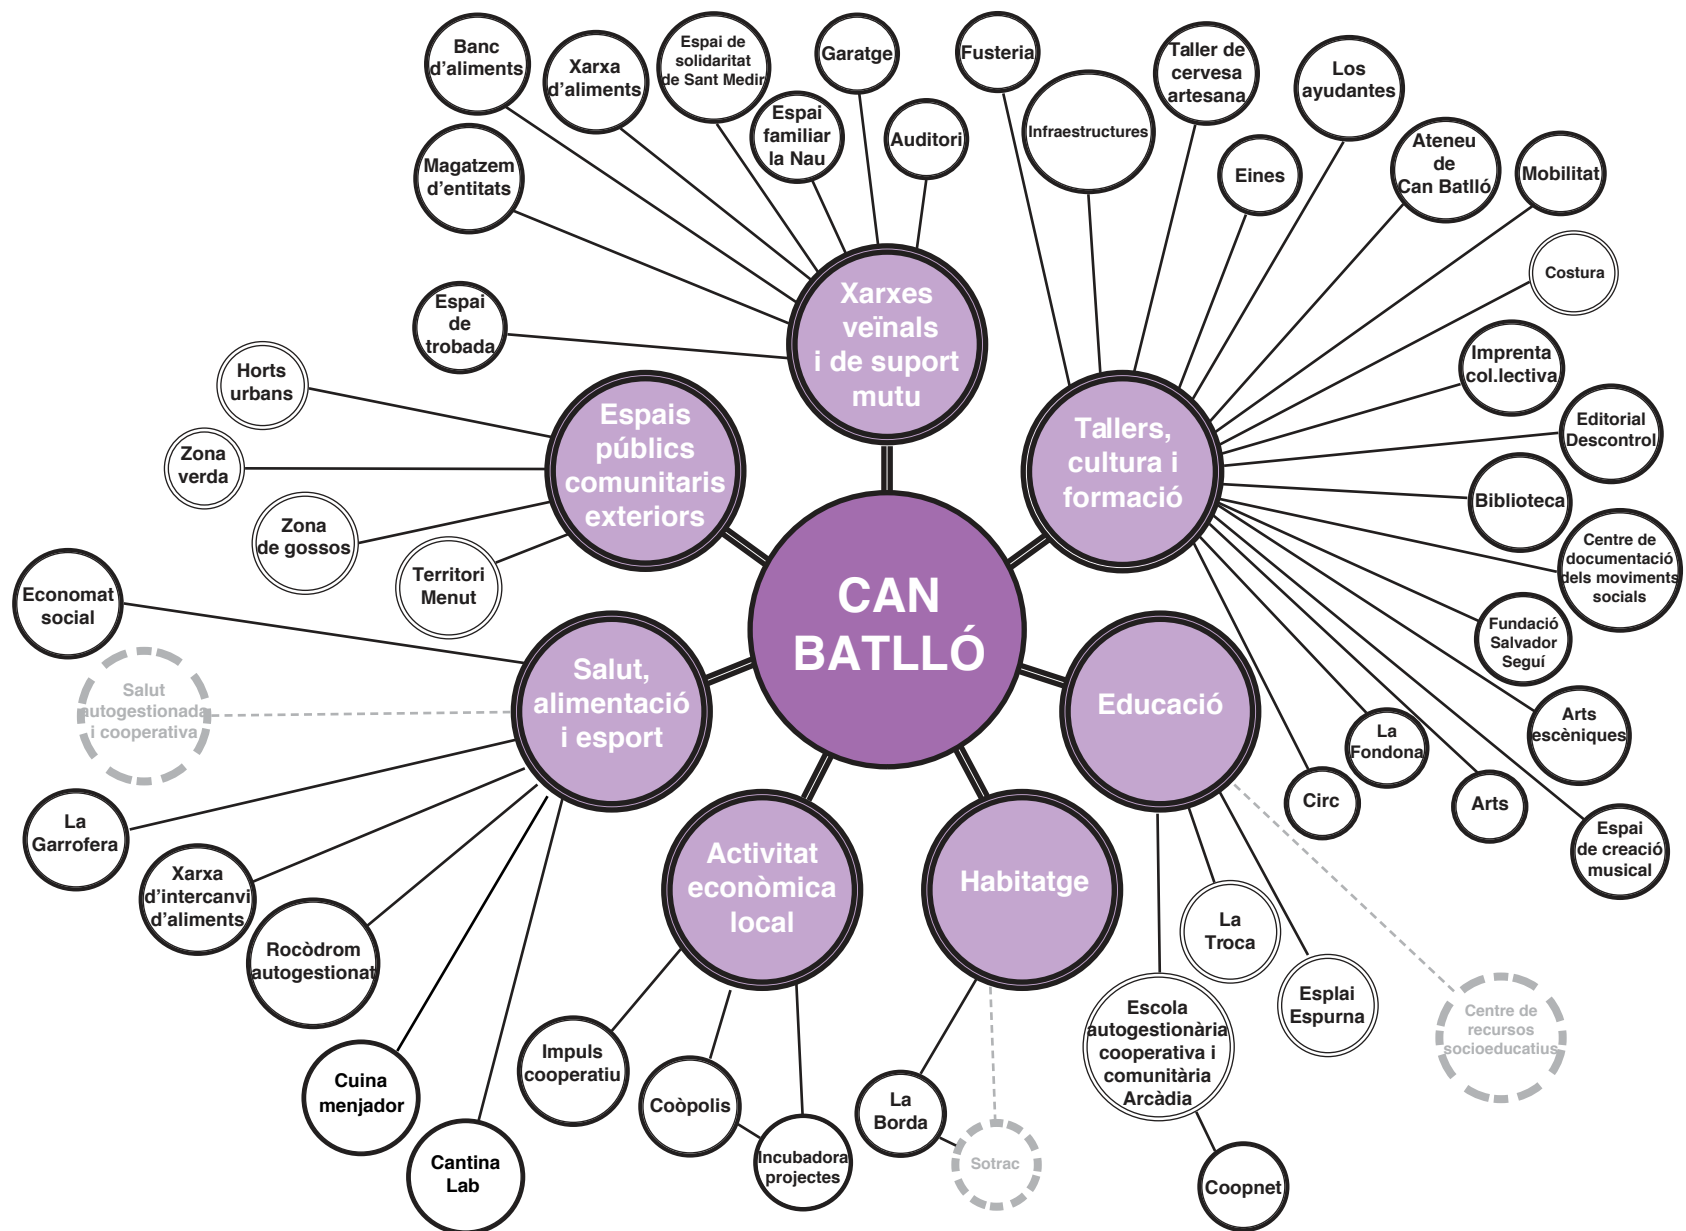 Banc
d’aliments
Xarxa
d’aliments
Espai de
solidaritat
de Sant Medir
Garatge
Espai
familiar
la Nau
Auditori
Magatzem
d’entitats
Espai
de
trobada
Fusteria
Infraestructures
Taller de
cervesa
artesana
Eines
Los
ayudantes
Ateneu
de
Can Batlló
Mobilitat
Costura
Imprenta
col.lectiva
Editorial
Descontrol
Biblioteca
Centre de
documentació
dels moviments
socials
Fundació
Salvador
Seguí
Arts
escèniques
Espai
de creació
musical
Arts
La
Fondona
Circ
Xarxes
veïnals
i de suport
mutu
Tallers,
cultura i
formació
Espais
públics
comunitaris
exteriors
Horts
urbans
Zona
verda
Zona
de gossos
Territori
Menut
CAN
BATLLÓ
Economat
social
Salut
autogestionada
i cooperativa
Salut,
alimentació
i esport
Educació
La
Garrofera
Xarxa
d’intercanvi
d’aliments
Rocòdrom
autogestionat
Cuina
menjador
Cantina
Lab
Activitat
econòmica
local
Habitatge
Impuls
cooperatiu
Coòpolis
Incubadora
projectes
La
Borda
Sotrac
La
Troca
Esplai
Espurna
Escola
autogestionària
cooperativa i
comunitària
Arcàdia
Coopnet
Centre de
recursos
socioeducatius